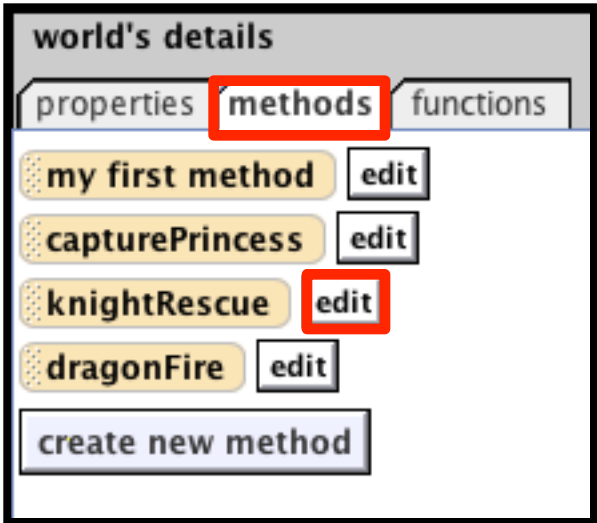 world's details
properties methods functions
my first method edit
capturePrincess edit
knightRescue edit
dragonFire edit
create new method